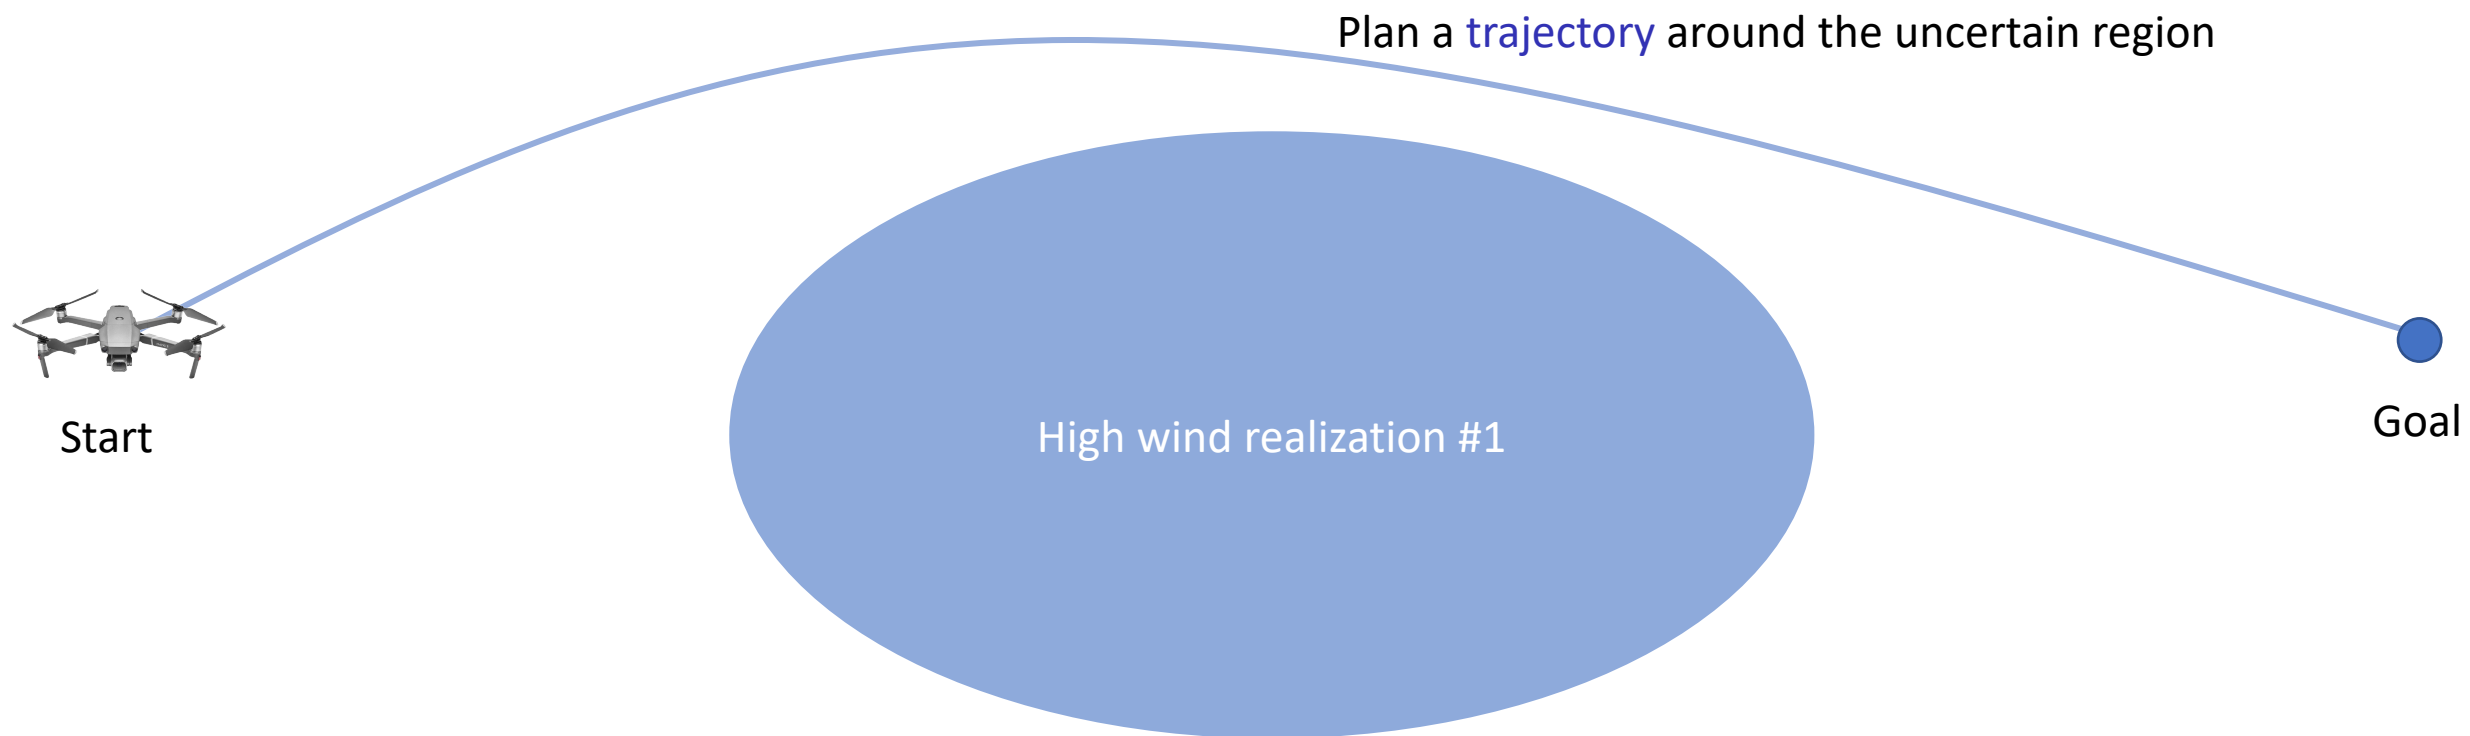 Plan a trajectory around the uncertain region
Start
High wind realization #1
Goal